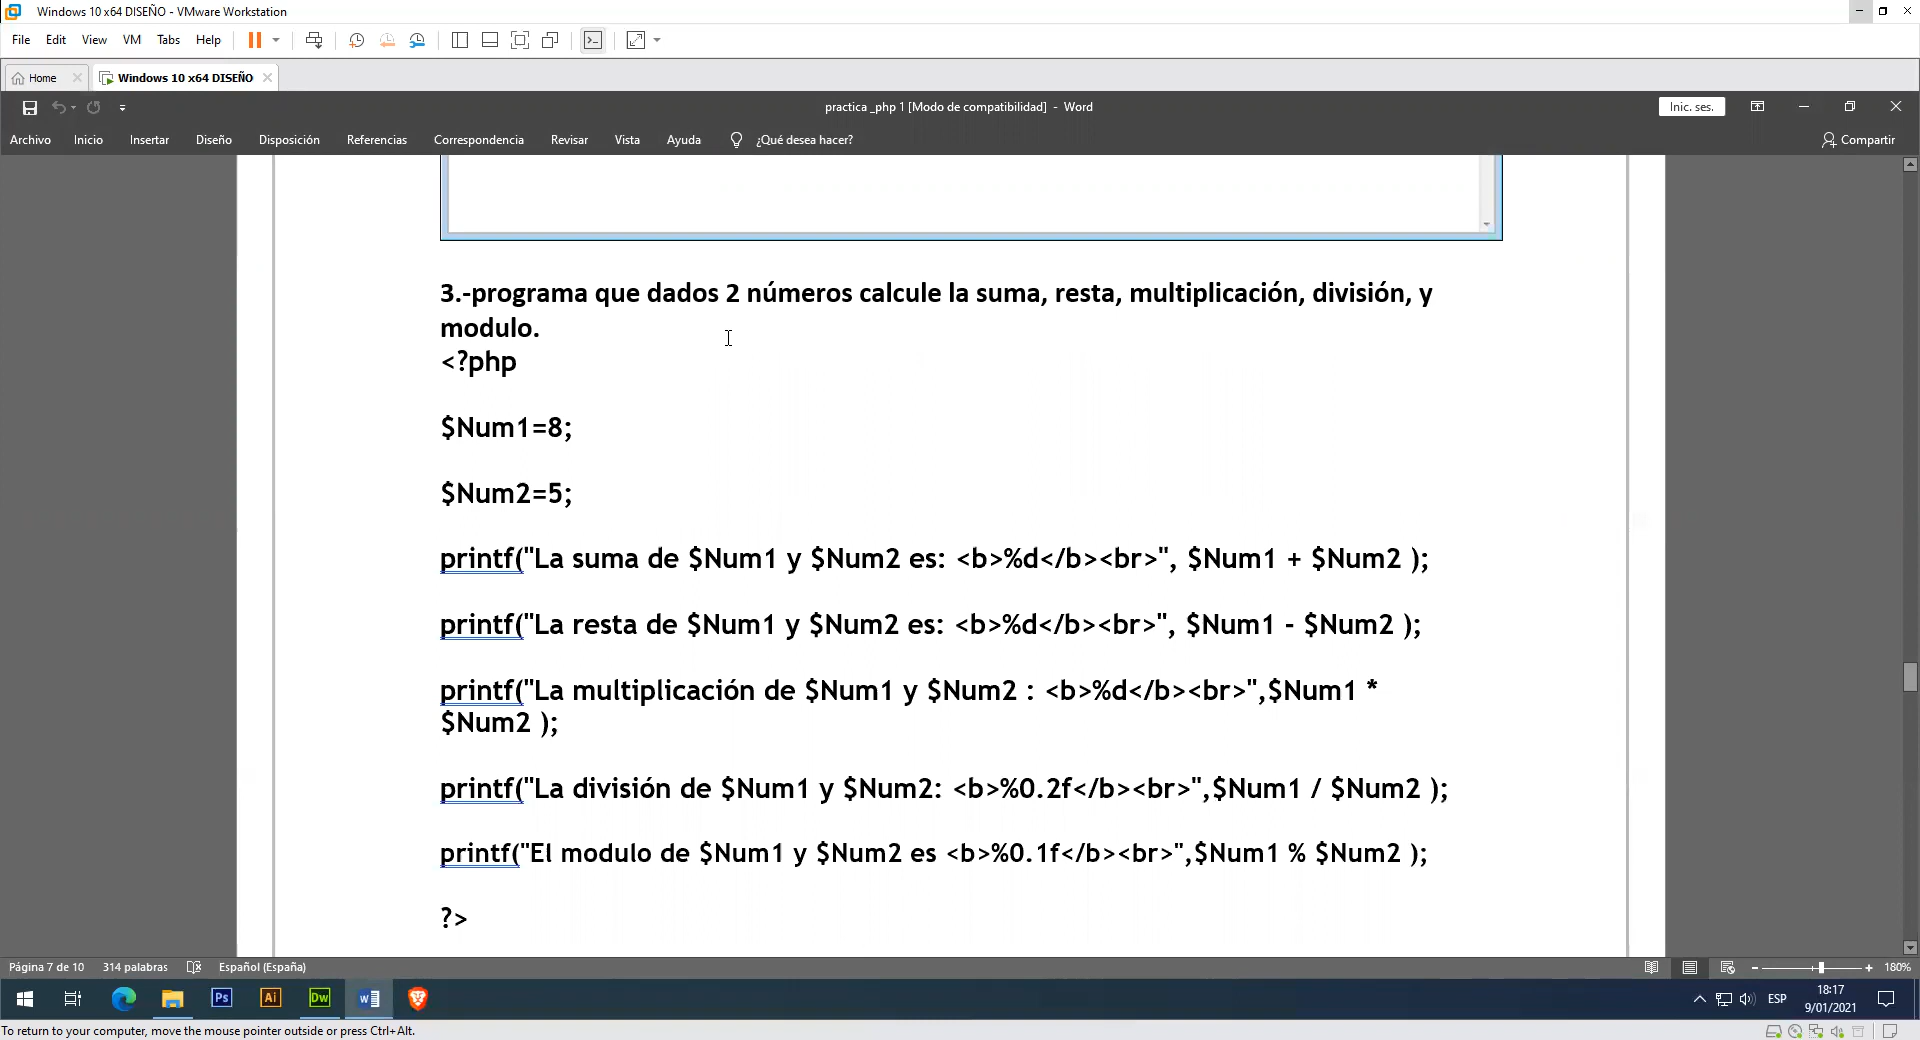 Windows 10 x64 DISEÑO - VMware Workstation
File Edit View VM Tabs Help
Home Windows 10 x64 DISEÑO
practica _php 1 [Modo de compatibilidad] - Word Inic. ses.
Archivo Inicio Insertar Diseño Disposición Referencias Correspondencia Revisar Vista Ayuda ¿Qué desea hacer? Compartir
3.-programa que dados 2 números calcule la suma, resta, multiplicación, división, y
modulo.
<?php
$Num1=8;
$Num2=5;
printf("La suma de $Num1 y $Num2 es: <b>%d</b><br>", $Num1 + $Num2 );
printf("La resta de $Num1 y $Num2 es: <b>%d</b><br>", $Num1 - $Num2 );
printf("La multiplicación de $Num1 y $Num2 : <b>%d</b><br>",$Num1 *
$Num2 );
printf("La división de $Num1 y $Num2: <b>%0.2f</b><br>",$Num1 / $Num2 );
printf("El modulo de $Num1 y $Num2 es <b>%0.1f</b><br>",$Num1 % $Num2 );
?>
Página 7 de 10 314 palabras Español (España) 180%
Ps Ai Dw W ESP 18:17
9/01/2021
To return to your computer, move the mouse pointer outside or press Ctrl+Alt.